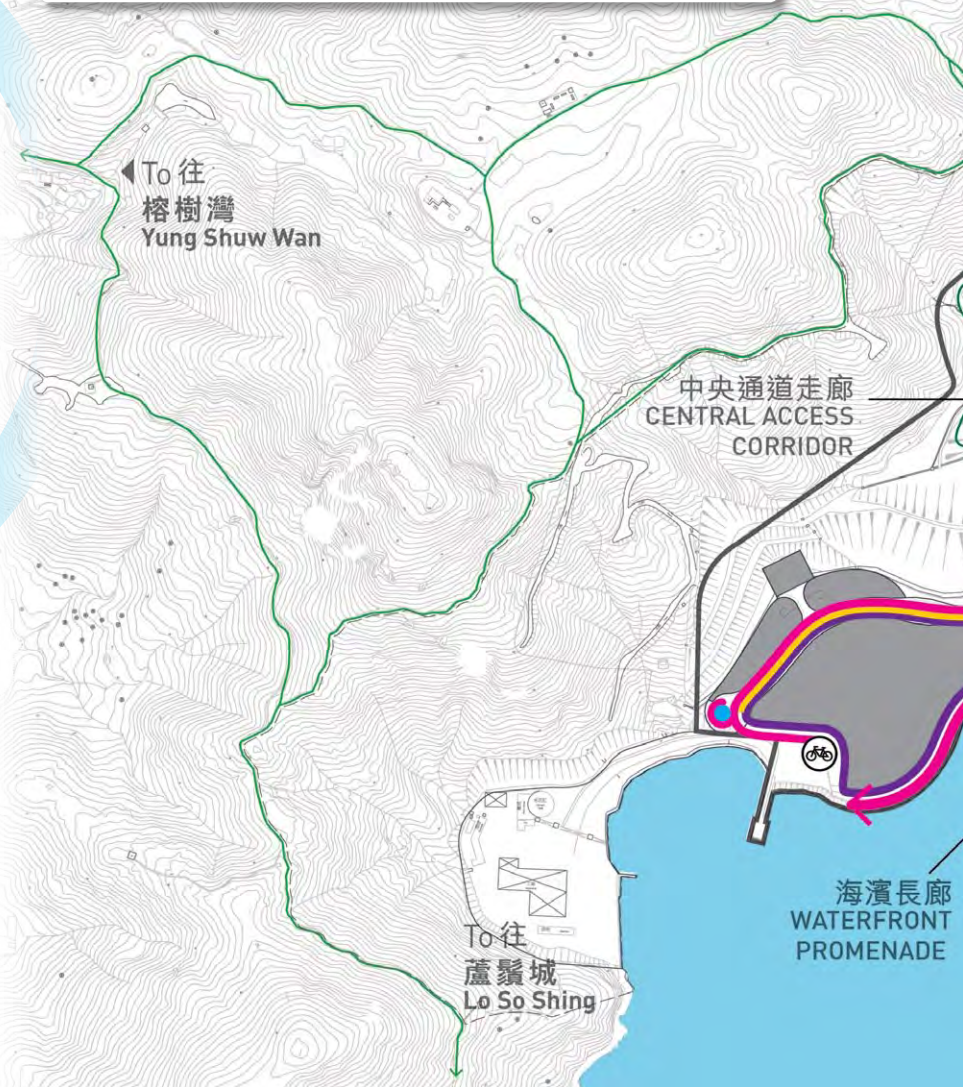 To 往
榕樹灣
Yung Shuw Wan
中央通道走廊
CENTRAL ACCESS
CORRIDOR
海濱長廊
WATERFRONT
PROMENADE
To 往
蘆鬚城
Lo So Shing